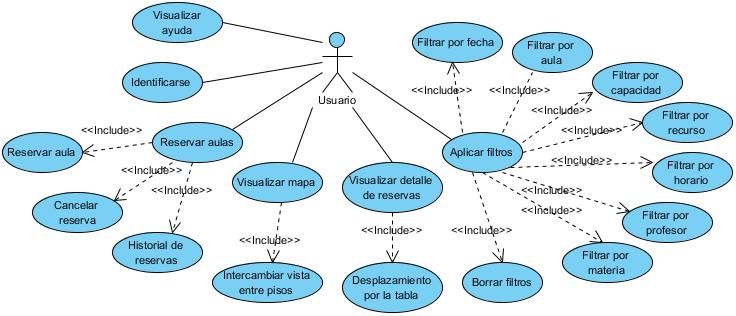 Visualizar
ayuda
Identificarse
Usuario
Reservar aulas
<<Include>>
Reservar aula
<<Include>>
Cancelar
reserva
<<Include>>
Historial de
reservas
Visualizar mapa
<<Include>>
Intercambiar vista
entre pisos
Visualizar detalle
de reservas
<<Include>>
Desplazamiento
por la tabla
Aplicar filtros
<<Include>>
Filtrar por fecha
<<Include>>
Filtrar por
aula
<<Include>>
Filtrar por
capacidad
<<Include>>
Filtrar por
recurso
<<Include>>
Filtrar por
horario
<<Include>>
Filtrar por
profesor
<<Include>>
Filtrar por
materia
<<Include>>
Borrar filtros